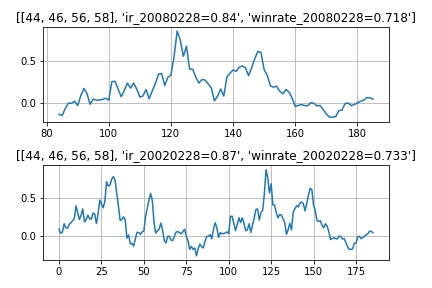 [[44, 46, 56, 58], 'ir_20080228=0.84', 'winrate_20080228=0.718']
0.5
0.0
80 100 120 140 160 180
[[44, 46, 56, 58], 'ir_20020228=0.87', 'winrate_20020228=0.733']
0.5
0.0
0 25 50 75 100 125 150 175